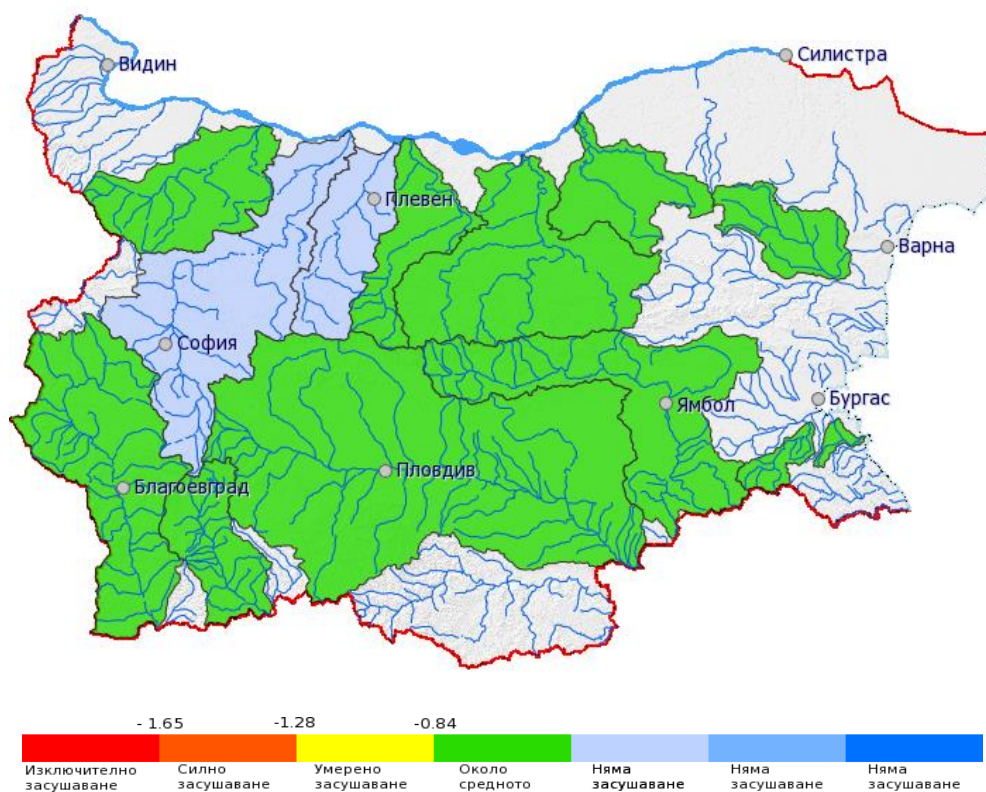 Видин
Силистра
Плевен
Варна
София
Ямбол
Бургас
Пловдив
Благоевград
- 1.65
-1.28
-0.84
Изключително засушаване
Силно засушаване
Умерено засушаване
Около средното
Няма засушаване
Няма засушаване
Няма засушаване